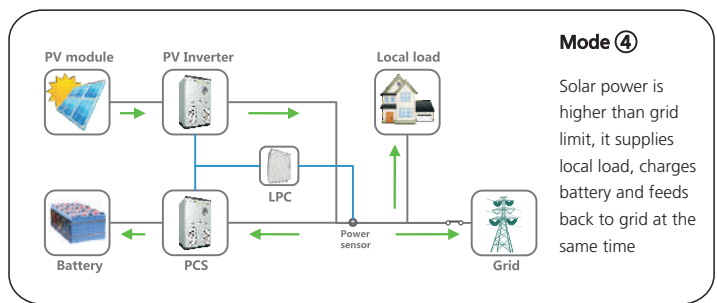 PV module
PV Inverter
Local load
LPC
Power
sensor
Battery
PCS
Grid
Mode ④
Solar power is
higher than grid
limit, it supplies
local load, charges
battery and feeds
back to grid at the
same time